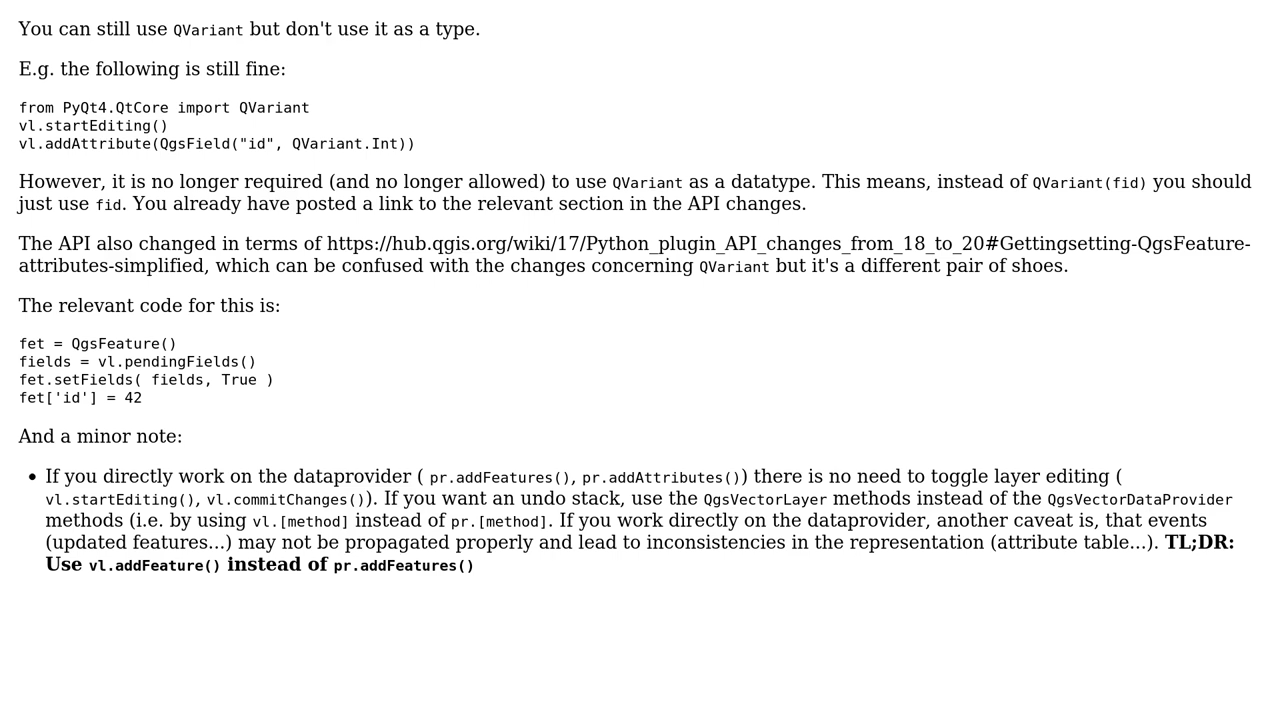 You can still use QVariant but don't use it as a type.
E.g. the following is still fine:
from PyQt4.QtCore import QVariant
vl.startEditing()
vl.addAttribute(QgsField("id", QVariant.Int))
However, it is no longer required (and no longer allowed) to use QVariant as a datatype. This means, instead of QVariant(fid) you should
just use fid. You already have posted a link to the relevant section in the API changes.
The API also changed in terms of https://hub.qgis.org/wiki/17/Python_plugin_API_changes_from_18_to_20#Gettingsetting-QgsFeature-
attributes-simplified, which can be confused with the changes concerning QVariant but it's a different pair of shoes.
The relevant code for this is:
fet = QgsFeature()
fields = vl.pendingFields()
fet.setFields( fields, True )
fet['id'] = 42
And a minor note:
• If you directly work on the dataprovider ( pr.addFeatures(), pr.addAttributes()) there is no need to toggle layer editing (
vl.startEditing(), vl.commitChanges()). If you want an undo stack, use the QgsVectorLayer methods instead of the QgsVectorDataProvider
methods (i.e. by using vl.[method] instead of pr.[method]. If you work directly on the dataprovider, another caveat is, that events
(updated features...) may not be propagated properly and lead to inconsistencies in the representation (attribute table...). TL;DR:
Use vl.addFeature() instead of pr.addFeatures()